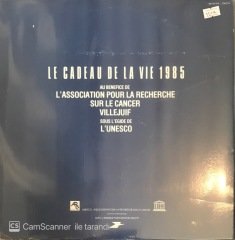 LE CADEAU DE LA VIE 1985
AU BENEFICE DE
L'ASSOCIATION POUR LA RECHERCHE
SUR LE CANCER
VILLEJUIF
SOUS L'EGIDE DE
L'UNESCO
CS CamScanner ile tarandı